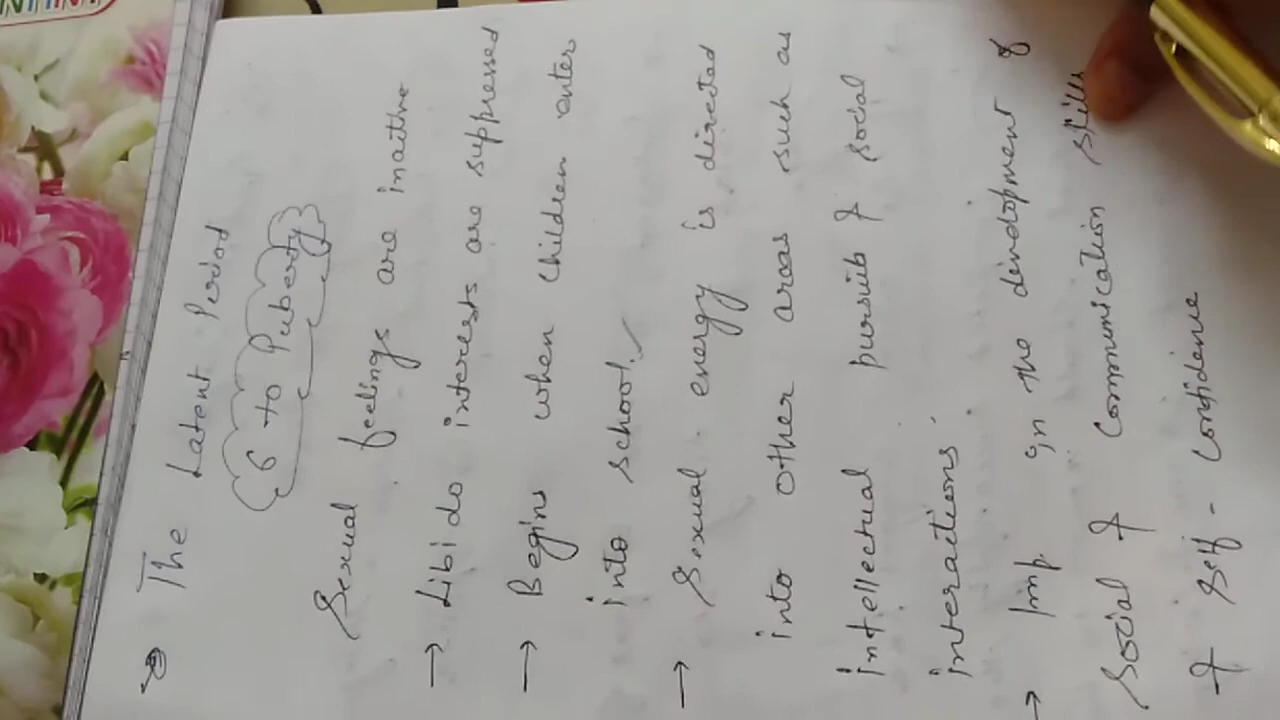 The Latent Period
6 to Puberty
Sexual feelings are inaitve
→ Libido interests are suppressed
→ Begins when children enter
into school.
→ Sexual energy is directed
into other areas such as
intellectual pursuits & social
interactions.
→ Imp in the development of
social & Communication skills
& self-confidence